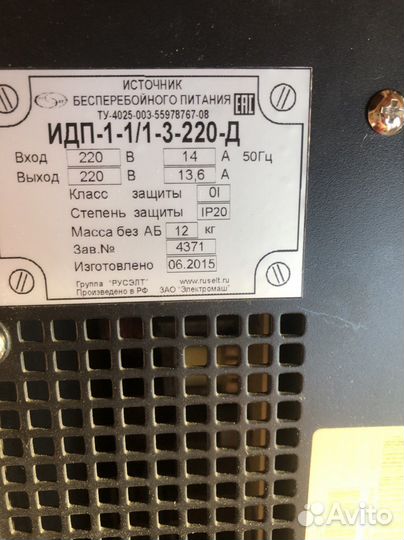 ИСТОЧНИК
БЕСПЕРЕБОЙНОГО ПИТАНИЯ
ТУ-4025-003-55978767-08
EAC
ИДП-1-1/1-3-220-Д
Вход 220 В 14 А 50Гц
Выход 220 В 13,6 А
Класс защиты 0I
Степень защиты IP20
Масса без АБ 12 кг
Зав.№ 4371
Изготовлено 06.2015
Группа "РУСЭЛТ" www.ruselt.ru
Произведено в РФ ЗАО "Электромаш"
Avito